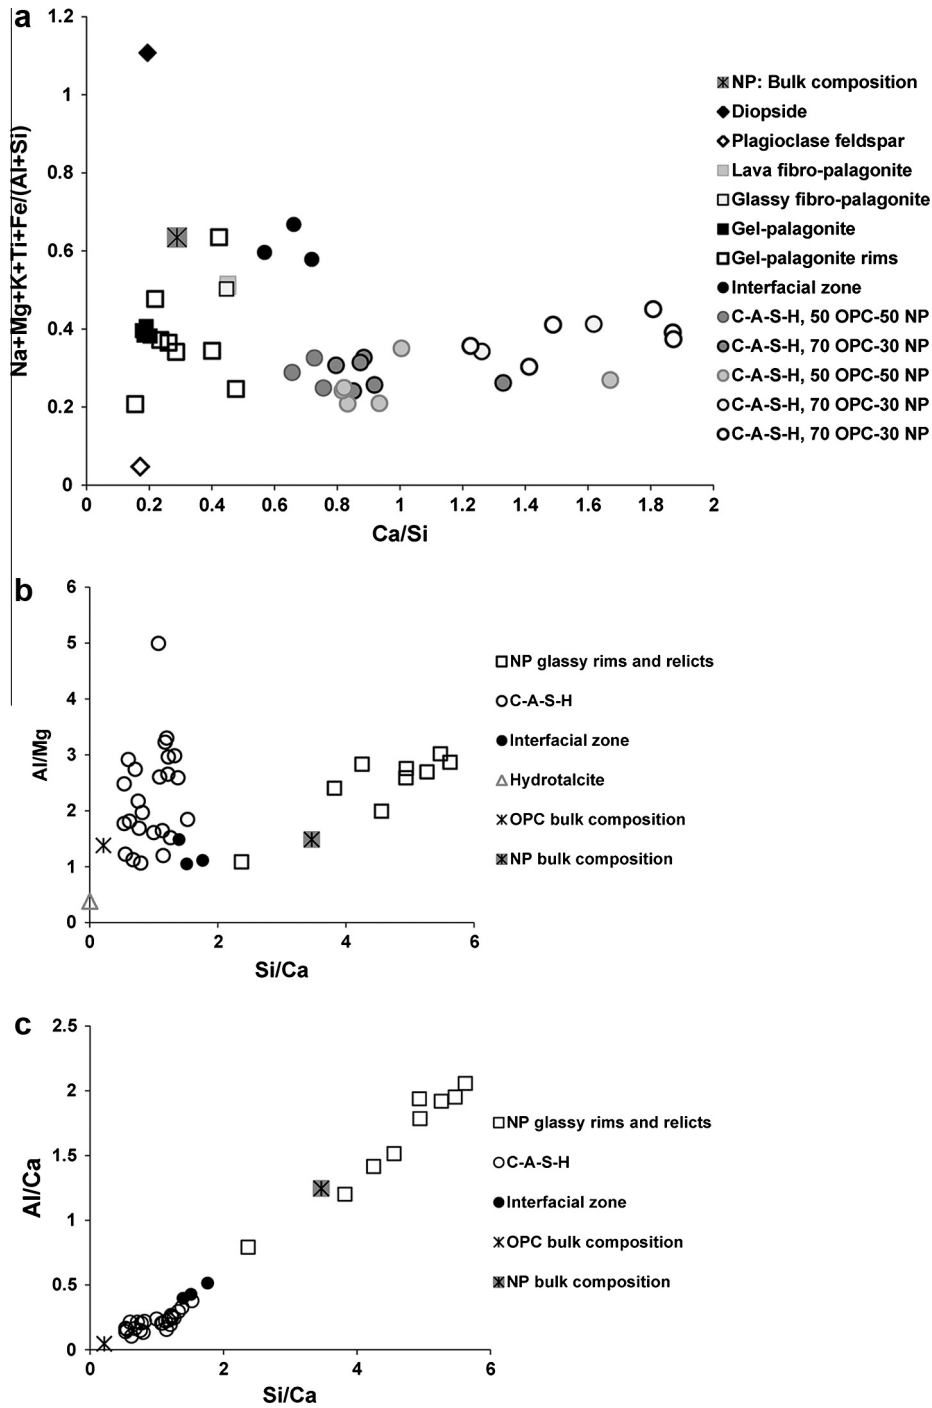 a
1.2
1
0.8
0.6
0.4
0.2
0
Na+Mg+K+Ti+Fe/(Al+Si)
0 0.2 0.4 0.6 0.8 1 1.2 1.4 1.6 1.8 2
Ca/Si
NP: Bulk composition
Diopside
Plagioclase feldspar
Lava fibro-palagonite
Glassy fibro-palagonite
Gel-palagonite
Gel-palagonite rims
Interfacial zone
C-A-S-H, 50 OPC-50 NP
C-A-S-H, 70 OPC-30 NP
C-A-S-H, 50 OPC-50 NP
C-A-S-H, 70 OPC-30 NP
C-A-S-H, 70 OPC-30 NP
b
6
5
4
3
2
1
0
Al/Mg
0 2 4 6
Si/Ca
NP glassy rims and relicts
C-A-S-H
Interfacial zone
Hydrotalcite
OPC bulk composition
NP bulk composition
c
2.5
2
1.5
1
0.5
0
Al/Ca
0 2 4 6
Si/Ca
NP glassy rims and relicts
C-A-S-H
Interfacial zone
OPC bulk composition
NP bulk composition